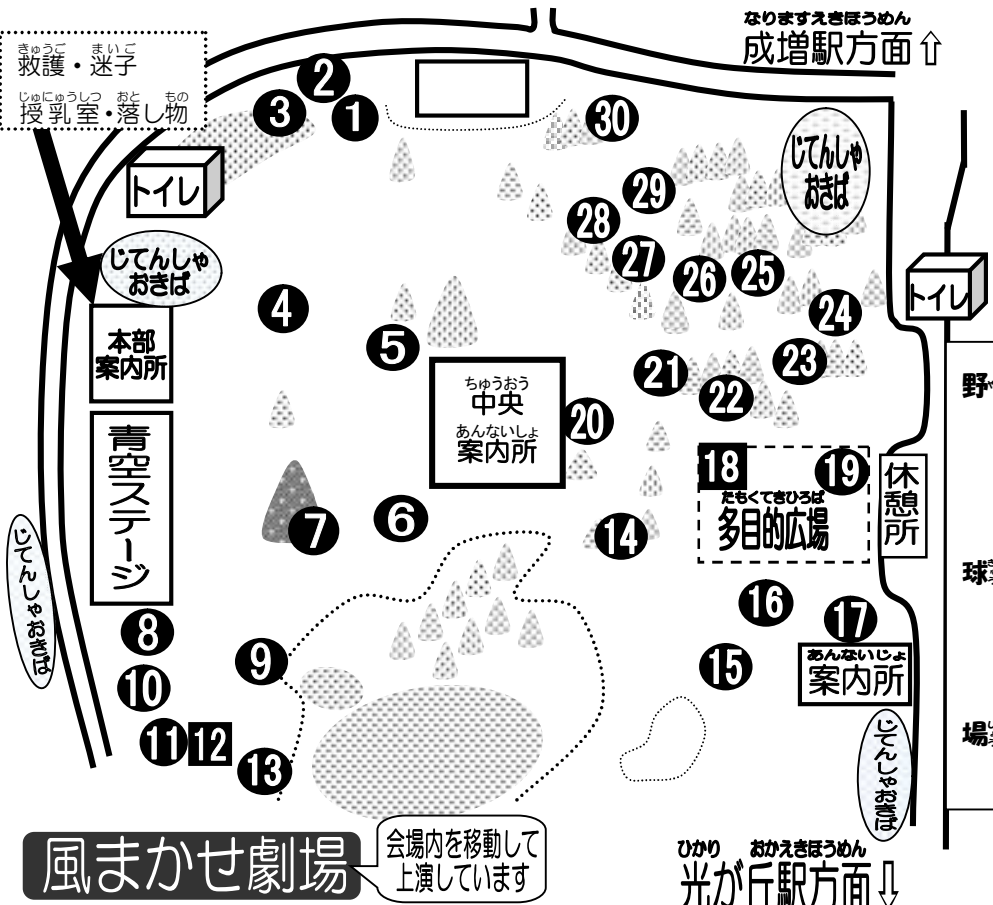 なりますえきほうめん
成増駅方面⇧
きゅうご まいご
救護・迷子
じゅにゅうしつ おと もの
授乳室・落し物
2
3
1
30
じてんしゃ
おきば
トイレ
29
28
27
26
25
じてんしゃ
おきば
4
24
トイレ
本部
案内所
5
21
22
23
野
ちゅうおう
中央
あんないしょ
案内所
20
青空ステージ
18
19
たもくてきひろば
多目的広場
休憩所
7
6
14
じてんしゃおきば
球
16
17
8
9
15
あんないじょ
案内所
10
11
12
13
場
じてんしゃおきば
風まかせ劇場
会場内を移動して
上演しています
ひかり おかえきほうめん
光が丘駅方面⇩